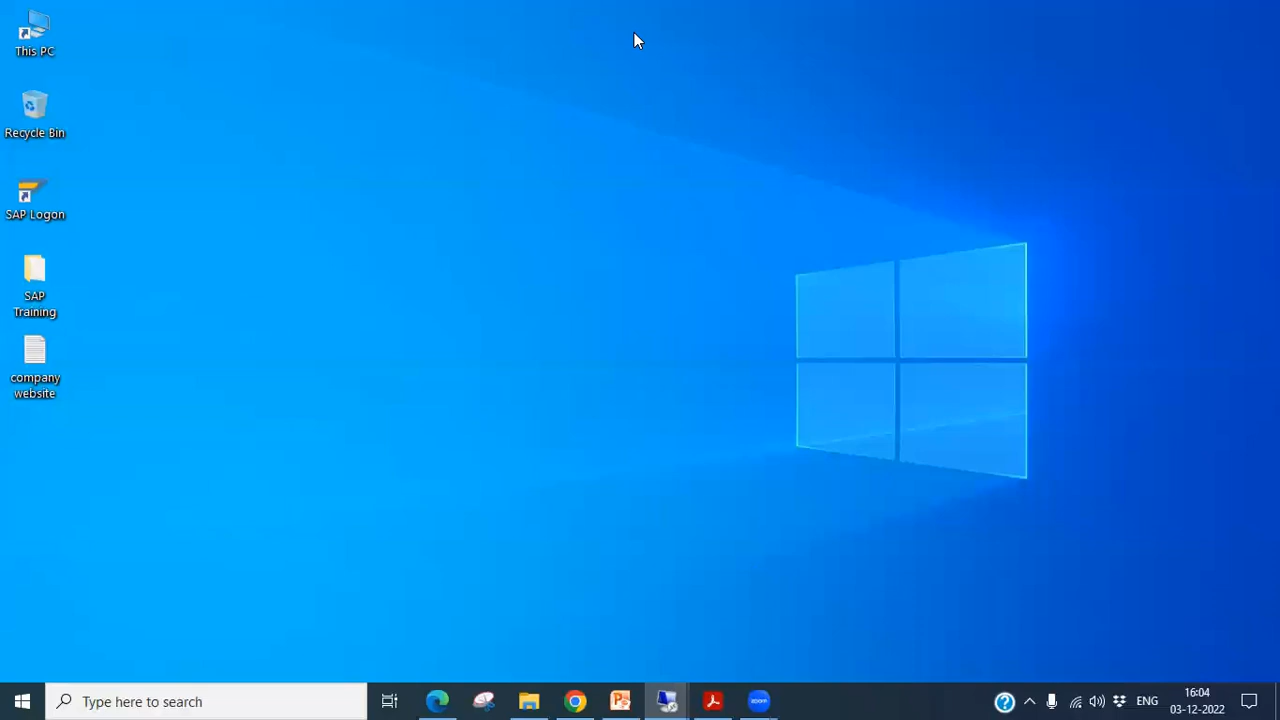 This PC
Recycle Bin
SAP Logon
SAP
Training
company
website
Type here to search
zoom
ENG
16:04
03-12-2022